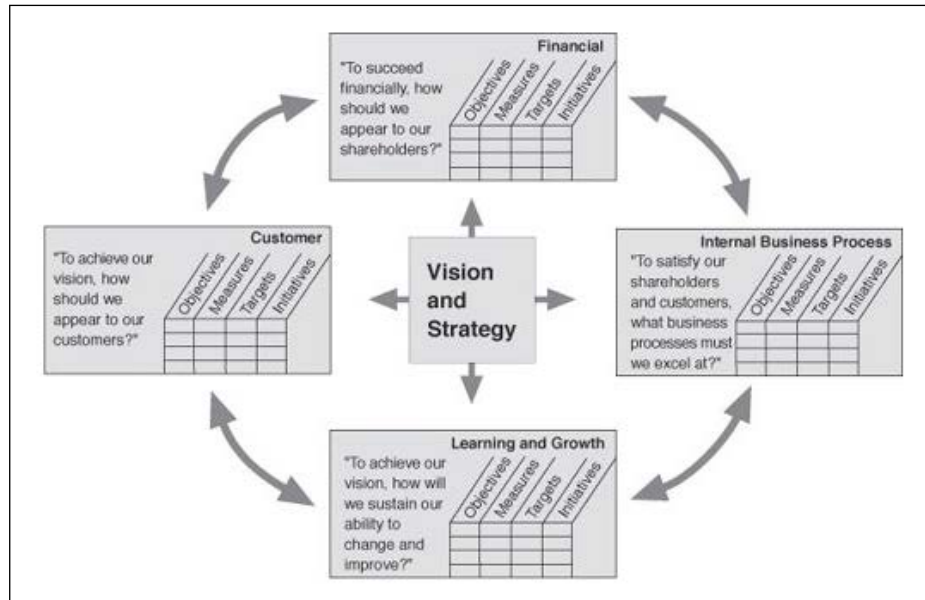 Financial
"To succeed
financially, how
should we
appear to our
shareholders?"
Objectives
Measures
Targets
Initiatives
Customer
"To achieve our
vision, how
should we
appear to our
customers?"
Objectives
Measures
Targets
Initiatives
Vision
and
Strategy
Internal Business Process
"To satisfy our
shareholders
and customers,
what business
processes must
we excel at?"
Objectives
Measures
Targets
Initiatives
Learning and Growth
"To achieve our
vision, how will
we sustain our
ability to
change and
improve?"
Objectives
Measures
Targets
Initiatives